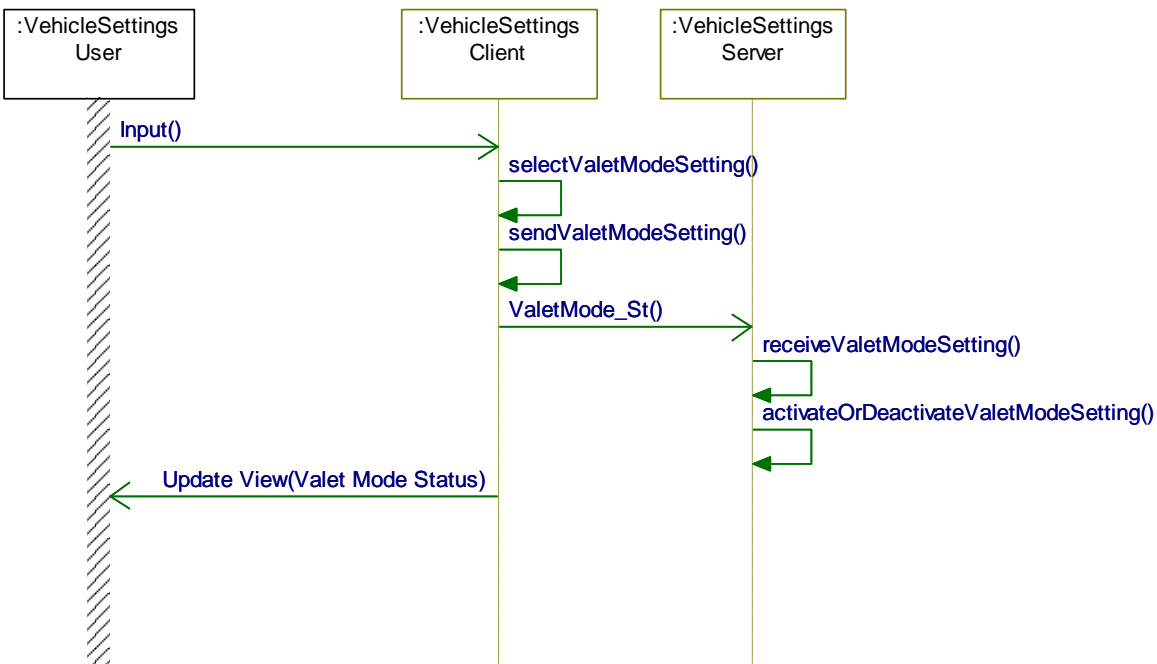 :VehicleSettings
User
:VehicleSettings
Client
:VehicleSettings
Server
Input()
selectValetModeSetting()
sendValetModeSetting()
ValetMode_St()
receiveValetModeSetting()
activateOrDeactivateValetModeSetting()
Update View(Valet Mode Status)